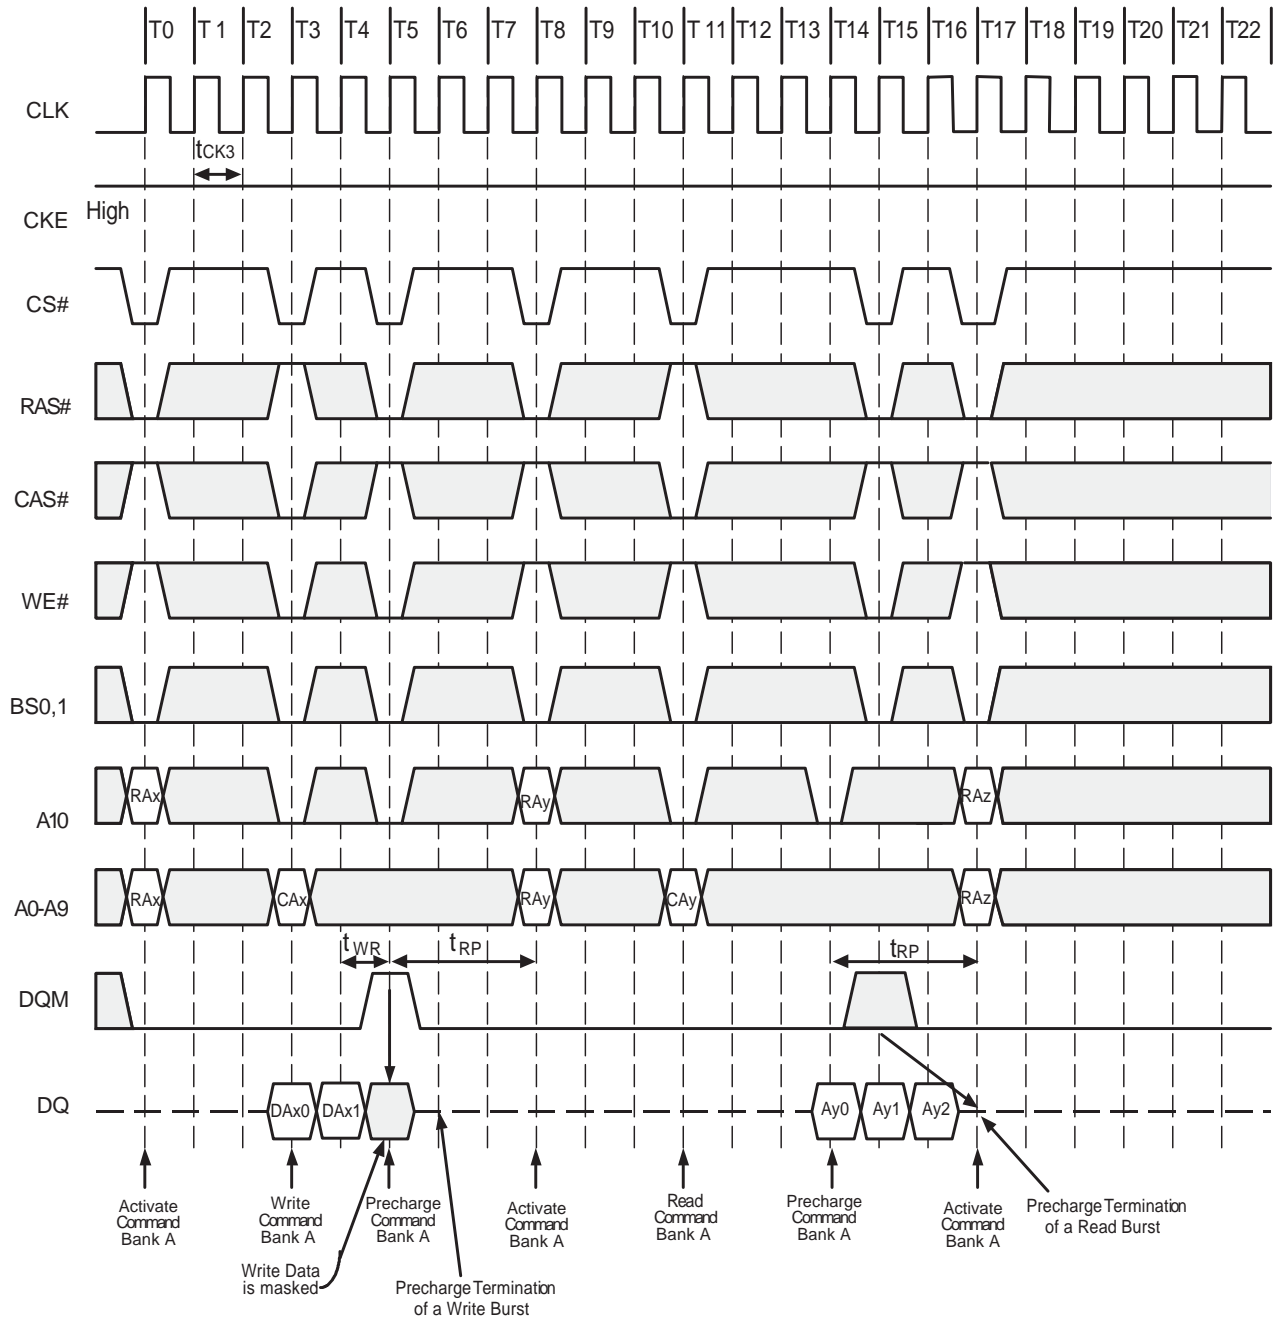 T0 T 1 T2 T3 T4 T5 T6 T7 T8 T9 T10 T 11 T12 T13 T14 T15 T16 T17 T18 T19 T20 T21 T22
CLK
tCK3
High
CKE
CS#
RAS#
CAS#
WE#
BS0,1
RAx RAy RAz
A10
RAx CAx RAy CAy RAz
A0-A9
tWR tRP tRP
DQM
DQ
DAx0 DAx1 Ay0 Ay1 Ay2
Activate
Command
Bank A
Write
Command
Bank A
Precharge
Command
Bank A
Activate
Command
Bank A
Read
Command
Bank A
Precharge
Command
Bank A
Activate
Command
Bank A
Precharge Termination
of a Read Burst
Write Data
is masked
Precharge Termination
of a Write Burst